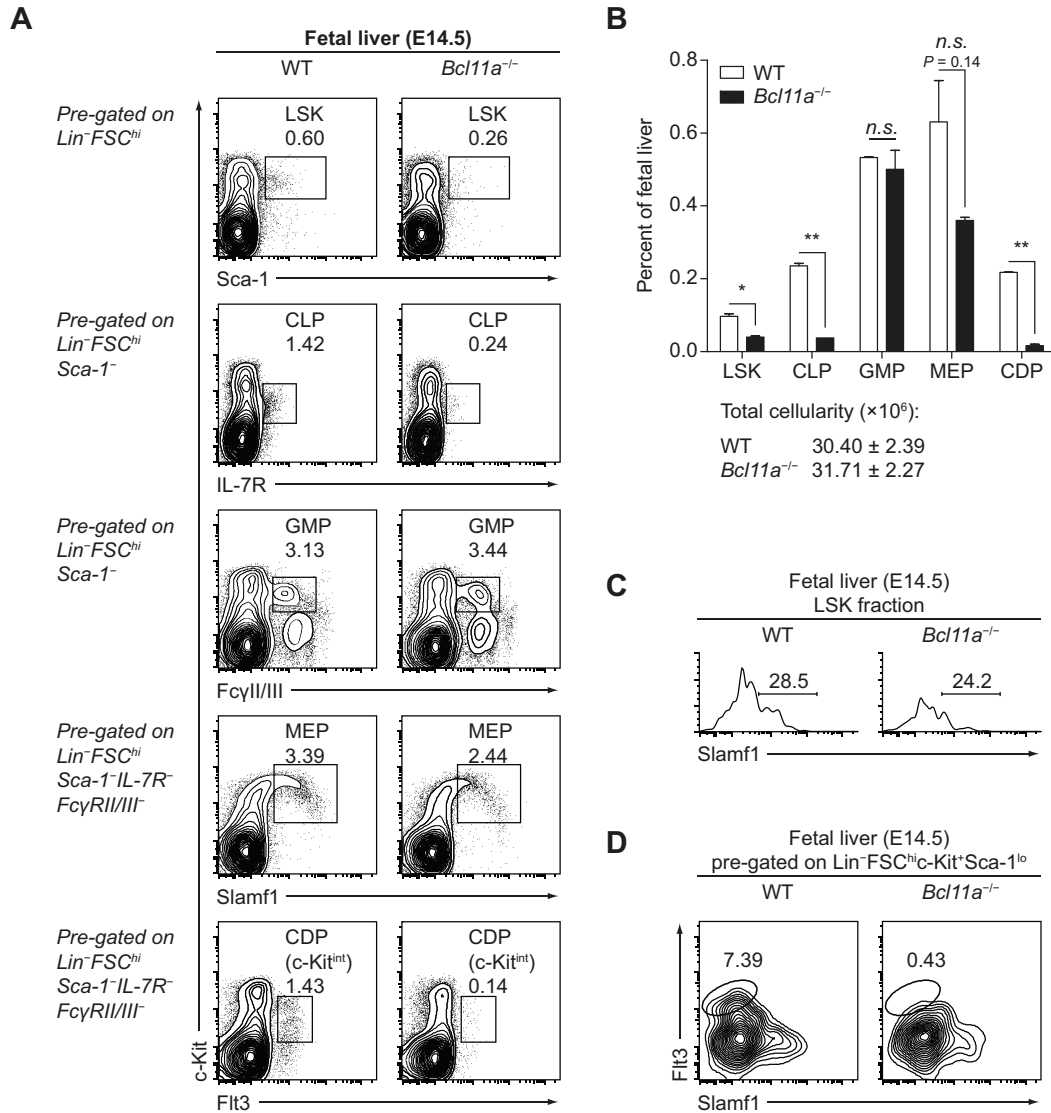 A
Fetal liver (E14.5)
WT
Bcl11a⁻/⁻
Pre-gated on
Lin⁻FSCʰⁱ
LSK
0.60
LSK
0.26
Sca-1
Pre-gated on
Lin⁻FSCʰⁱ
Sca-1⁻
CLP
1.42
CLP
0.24
IL-7R
Pre-gated on
Lin⁻FSCʰⁱ
Sca-1⁻
GMP
3.13
GMP
3.44
FcγII/III
Pre-gated on
Lin⁻FSCʰⁱ
Sca-1⁻IL-7R⁻
FcγRII/III⁻
MEP
3.39
MEP
2.44
Slamf1
Pre-gated on
Lin⁻FSCʰⁱ
Sca-1⁻IL-7R⁻
FcγRII/III⁻
CDP
(c-Kitⁱⁿᵗ)
1.43
CDP
(c-Kitⁱⁿᵗ)
0.14
c-Kit
Flt3
B
Percent of fetal liver
0.8
0.6
0.4
0.2
0.0
WT
Bcl11a⁻/⁻
*
**
n.s.
n.s.
P = 0.14
**
LSK
CLP
GMP
MEP
CDP
Total cellularity (×10⁶):
WT 30.40 ± 2.39
Bcl11a⁻/⁻ 31.71 ± 2.27
C
Fetal liver (E14.5)
LSK fraction
WT
Bcl11a⁻/⁻
28.5
24.2
Slamf1
D
Fetal liver (E14.5)
pre-gated on Lin⁻FSCʰⁱc-Kit⁺Sca-1ˡᵒ
WT
Bcl11a⁻/⁻
7.39
0.43
Flt3
Slamf1